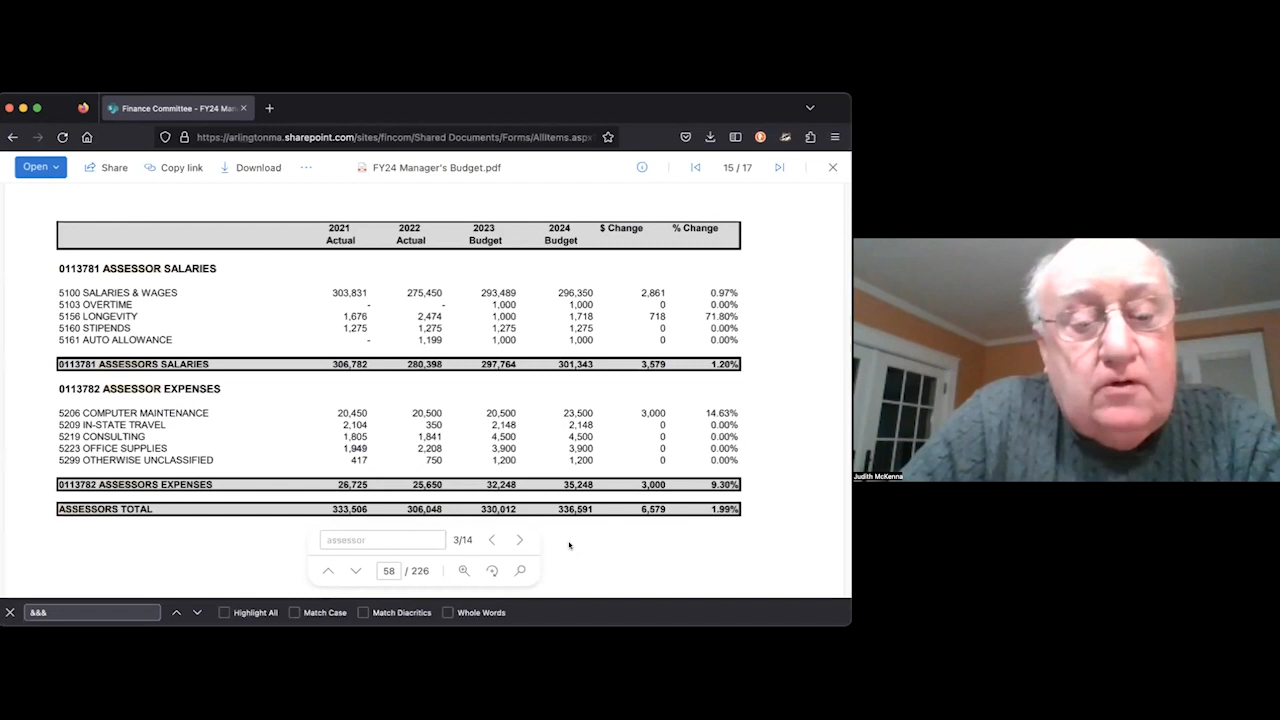 Finance Committee - FY24 Man
https://arlingtonma.sharepoint.com/sites/fincom/Shared Documents/Forms/AllItems.asp
Open Share Copy link Download ... FY24 Manager's Budget.pdf 15 / 17
2021 2022 2023 2024 $ Change % Change
Actual Actual Budget Budget
0113781 ASSESSOR SALARIES
5100 SALARIES & WAGES 303,831 275,450 293,489 296,350 2,861 0.97%
5103 OVERTIME - - 1,000 1,000 0 0.00%
5156 LONGEVITY 1,676 2,474 1,000 1,718 718 71.80%
5160 STIPENDS 1,275 1,275 1,275 1,275 0 0.00%
5161 AUTO ALLOWANCE - 1,199 1,000 1,000 0 0.00%
0113781 ASSESSORS SALARIES 306,782 280,398 297,764 301,343 3,579 1.20%
0113782 ASSESSOR EXPENSES
5206 COMPUTER MAINTENANCE 20,450 20,500 20,500 23,500 3,000 14.63%
5209 IN-STATE TRAVEL 2,104 350 2,148 2,148 0 0.00%
5219 CONSULTING 1,805 1,841 4,500 4,500 0 0.00%
5223 OFFICE SUPPLIES 1,949 2,208 3,900 3,900 0 0.00%
5299 OTHERWISE UNCLASSIFIED 417 750 1,200 1,200 0 0.00%
0113782 ASSESSORS EXPENSES 26,725 25,650 32,248 35,248 3,000 9.30%
ASSESSORS TOTAL 333,506 306,048 330,012 336,591 6,579 1.99%
assessor 3/14
58 / 226
&&& Highlight All Match Case Match Diacritics Whole Words
Judith McKenna